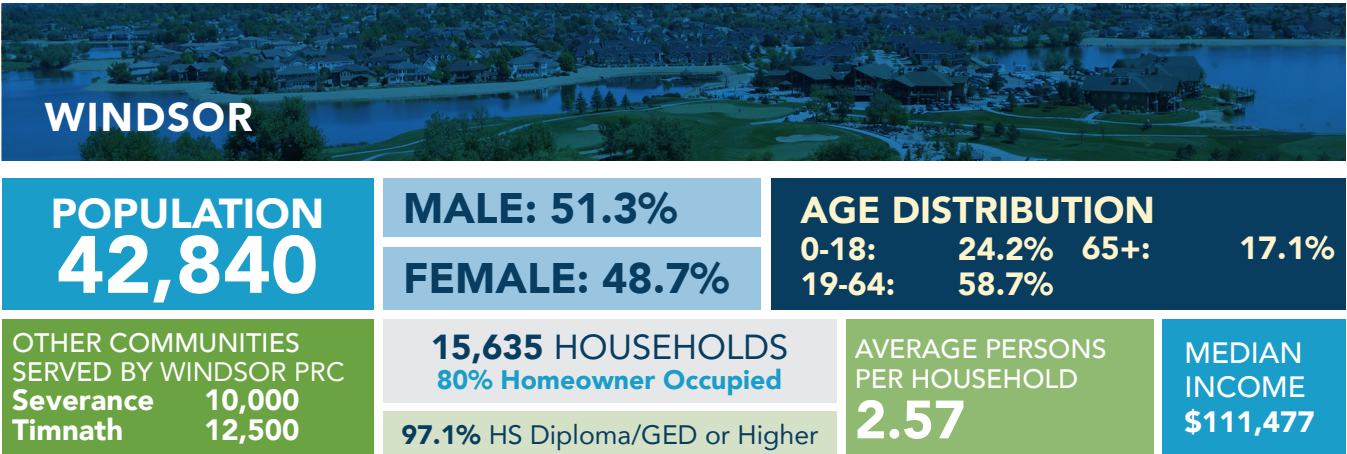 WINDSOR
POPULATION
42,840
MALE: 51.3%
FEMALE: 48.7%
AGE DISTRIBUTION
0-18: 24.2% 65+: 17.1%
19-64: 58.7%
OTHER COMMUNITIES
SERVED BY WINDSOR PRC
Severance 10,000
Timnath 12,500
15,635 HOUSEHOLDS
80% Homeowner Occupied
97.1% HS Diploma/GED or Higher
AVERAGE PERSONS
PER HOUSEHOLD
2.57
MEDIAN
INCOME
$111,477